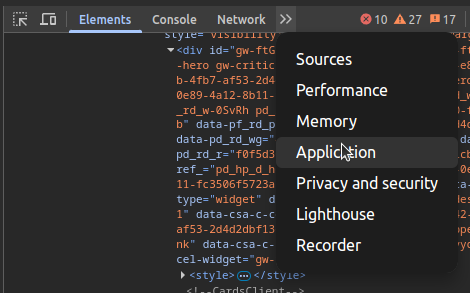 Elements Console Network >> 10 27 17
style="visibility
<div id="gw-ftG
Sources
-hero gw-critic
b-4fb7-af53-2d4
Performance
0e89-4a12-8b11-
_rd_w-0SvRh pd_
Memory
b" data-pf_rd_p
data-pd_rd_wg="
pd_rd_r="f0f5d3
Application
ref_="pd_hp_d_h
11-fc3506f5723a
Privacy and security
type="widget" d
1" data-csa-c-c
Lighthouse
af53-2d4d2dbf13
nk" data-csa-c-
Recorder
cel-widget="gw-
<style> … </style>
<!--CardsClient-->